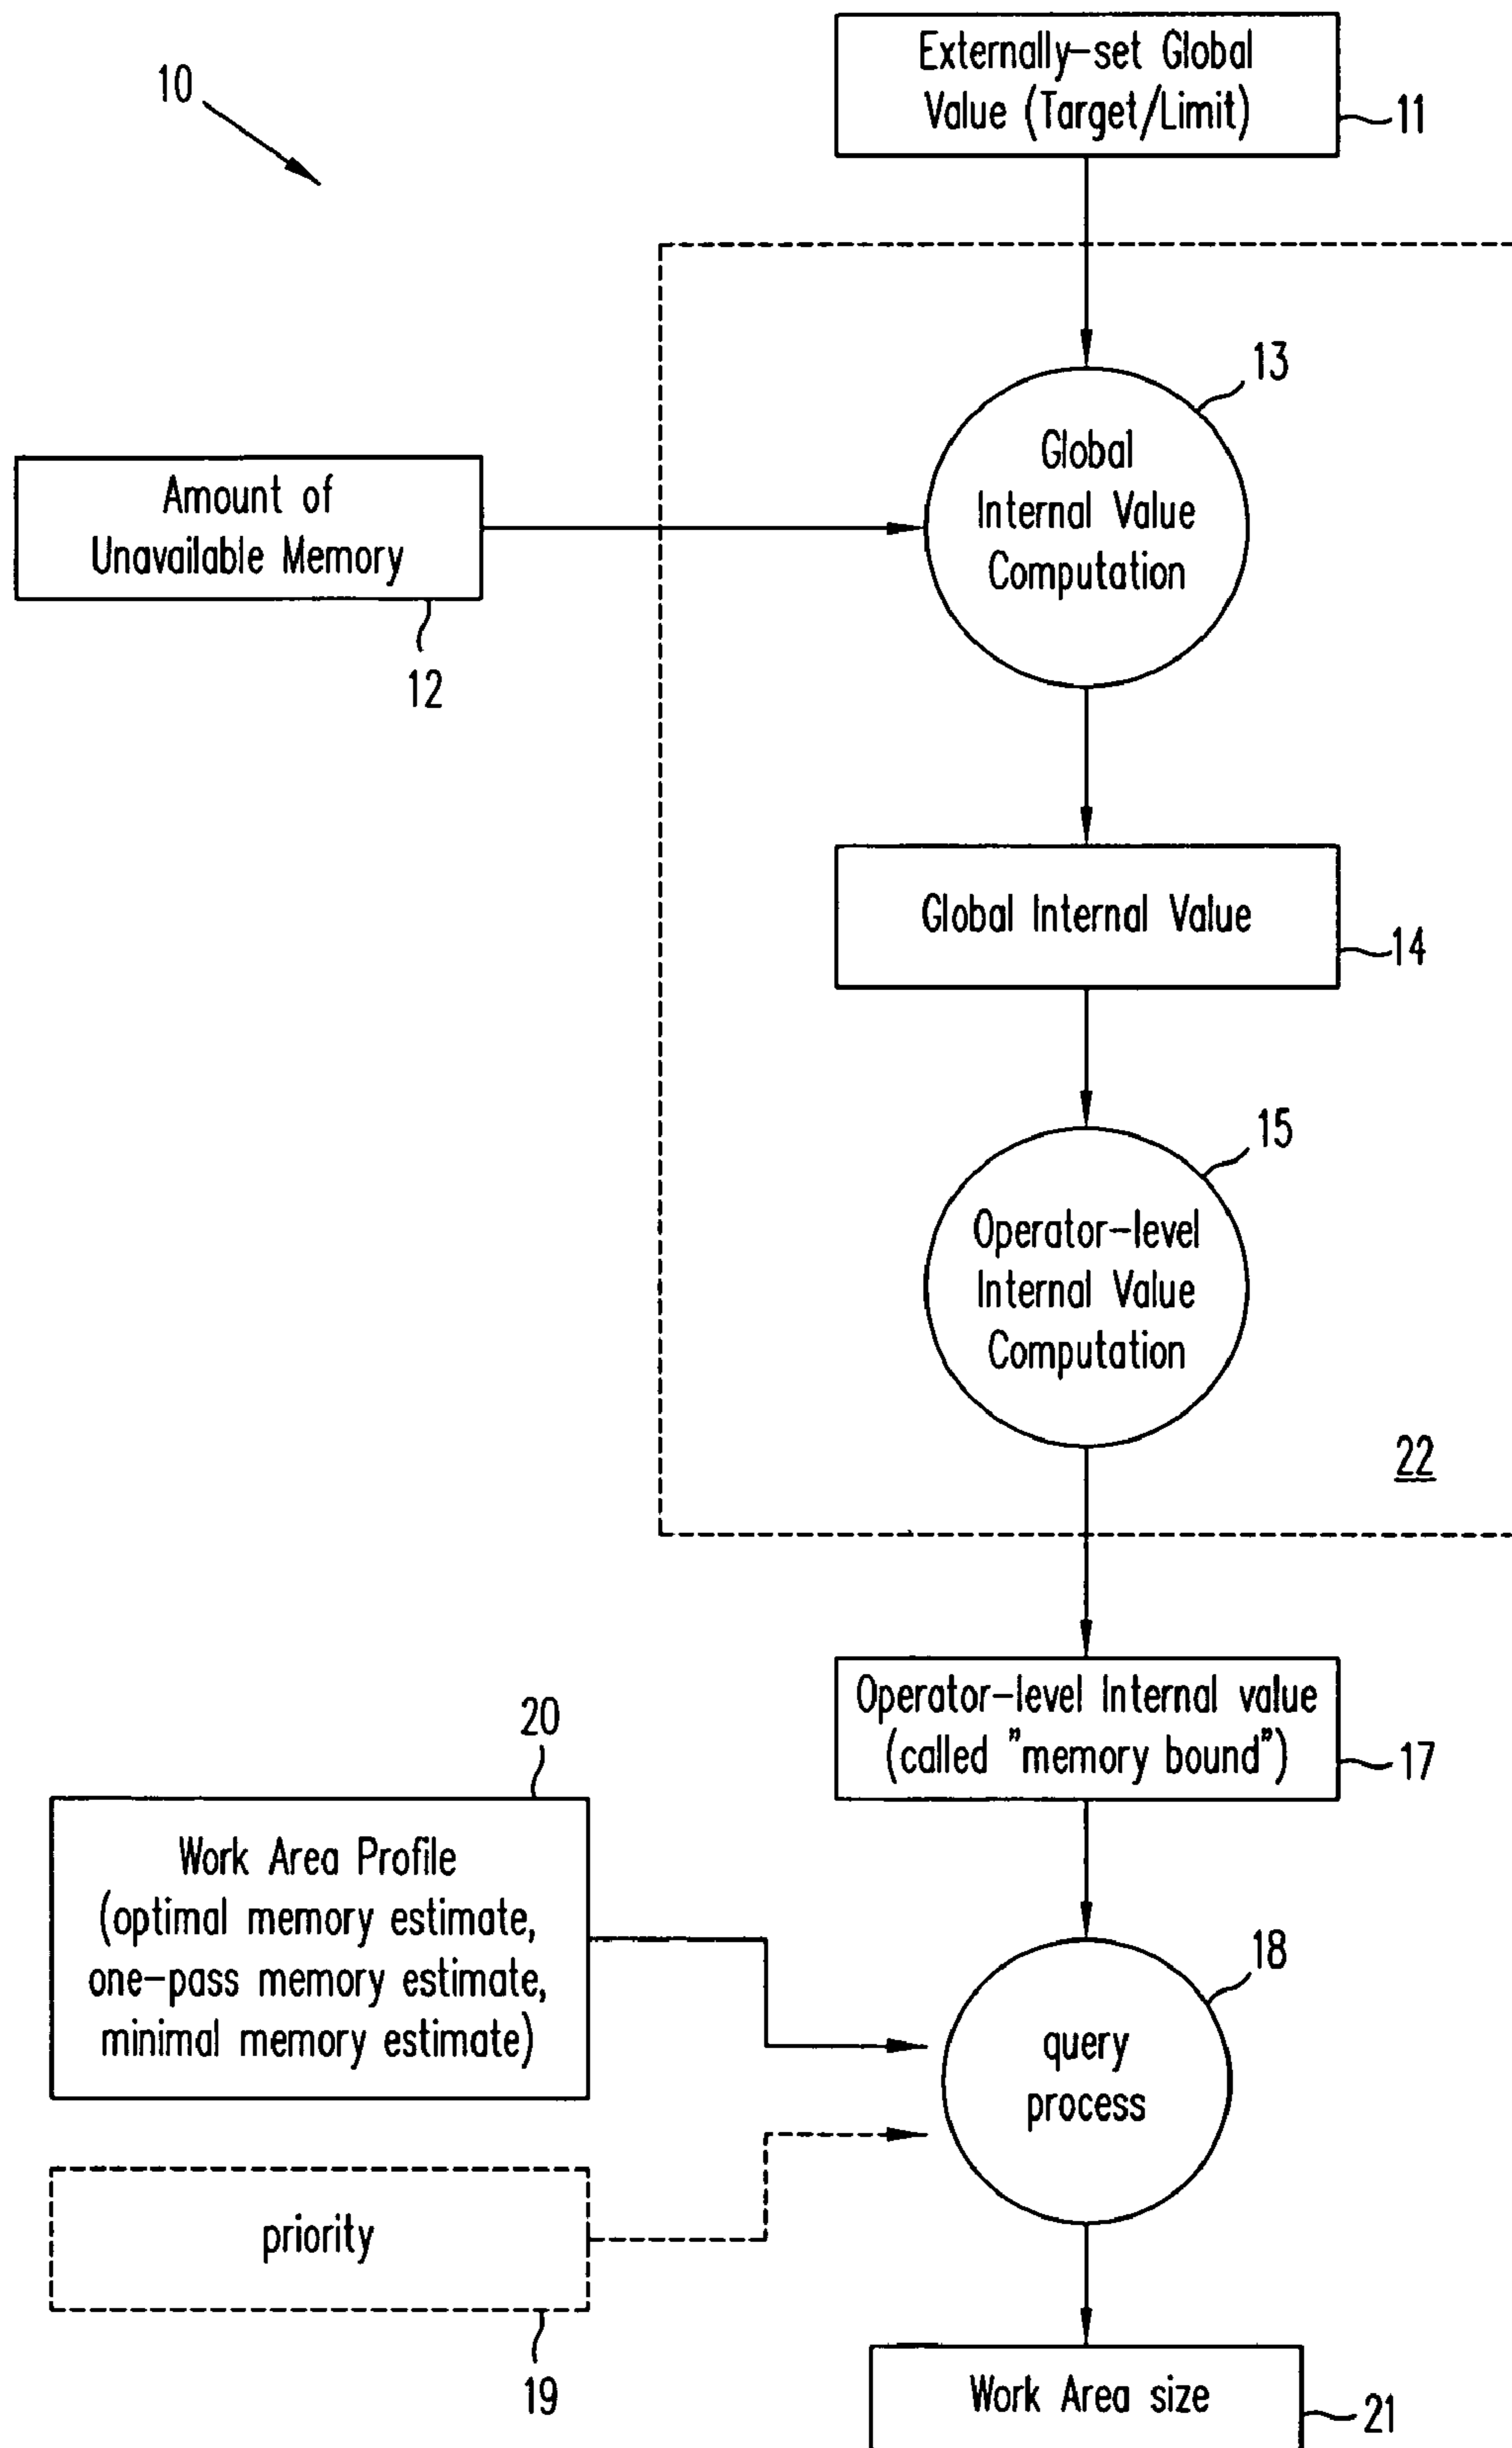 10
Externally-set Global
Value (Target/Limit)
11
13
Global
Internal Value
Computation
Amount of
Unavailable Memory
12
Global Internal Value
14
15
Operator-level
Internal Value
Computation
22
Operator-level Internal value
(called "memory bound")
17
20
Work Area Profile
(optimal memory estimate,
one-pass memory estimate,
minimal memory estimate)
18
query
process
priority
19
Work Area size
21